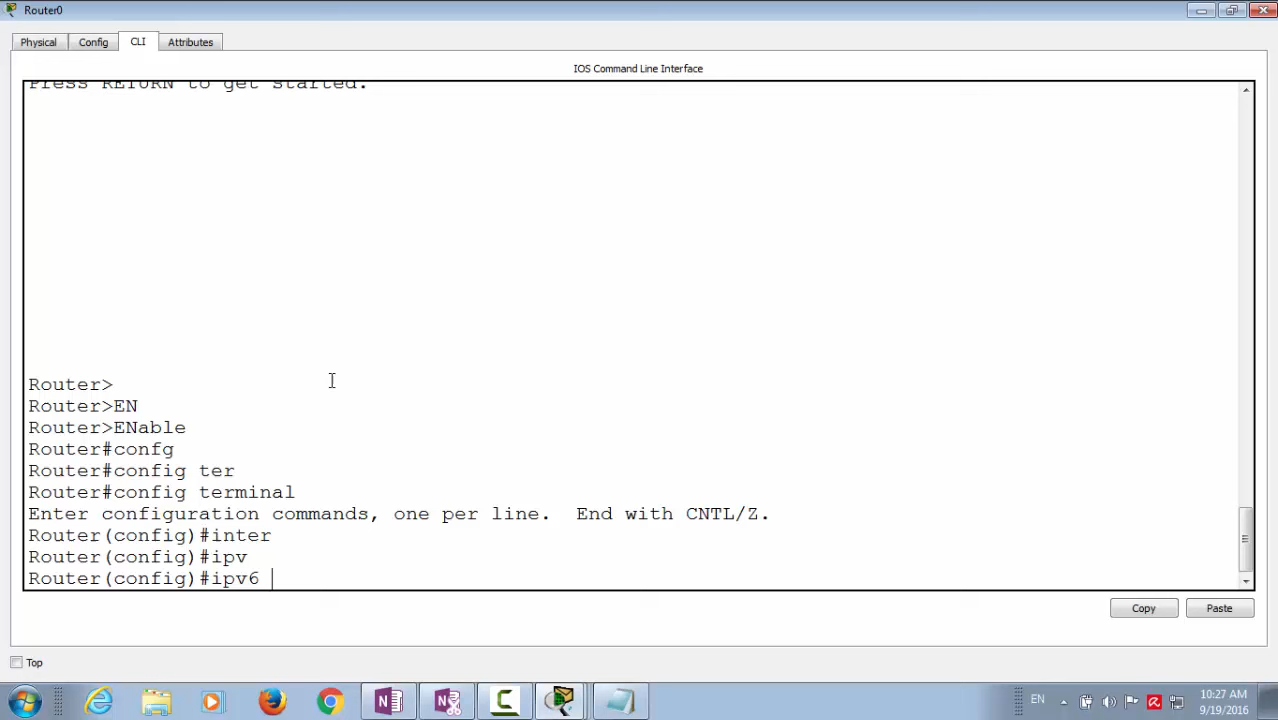 Router0
Physical Config CLI Attributes
IOS Command Line Interface
Press RETURN to get started.
Router>
Router>EN
Router>ENable
Router#confg
Router#config ter
Router#config terminal
Enter configuration commands, one per line.  End with CNTL/Z.
Router(config)#inter
Router(config)#ipv
Router(config)#ipv6
Copy Paste
Top
EN
10:27 AM
9/19/2016